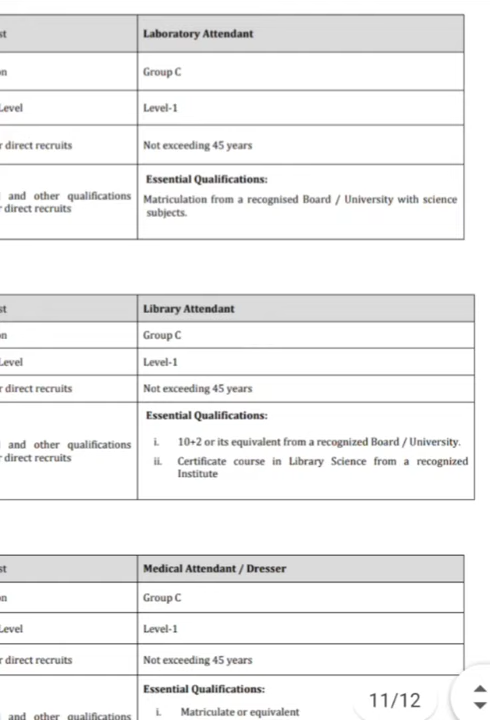 st Laboratory Attendant
n Group C
Level Level-1
r direct recruits Not exceeding 45 years
Essential Qualifications:
and other qualifications Matriculation from a recognised Board / University with science
r direct recruits subjects.
st Library Attendant
n Group C
Level Level-1
r direct recruits Not exceeding 45 years
Essential Qualifications:
and other qualifications i. 10+2 or its equivalent from a recognized Board / University.
r direct recruits ii. Certificate course in Library Science from a recognized
Institute
st Medical Attendant / Dresser
n Group C
Level Level-1
r direct recruits Not exceeding 45 years
Essential Qualifications:
and other qualifications i. Matriculate or equivalent
11/12